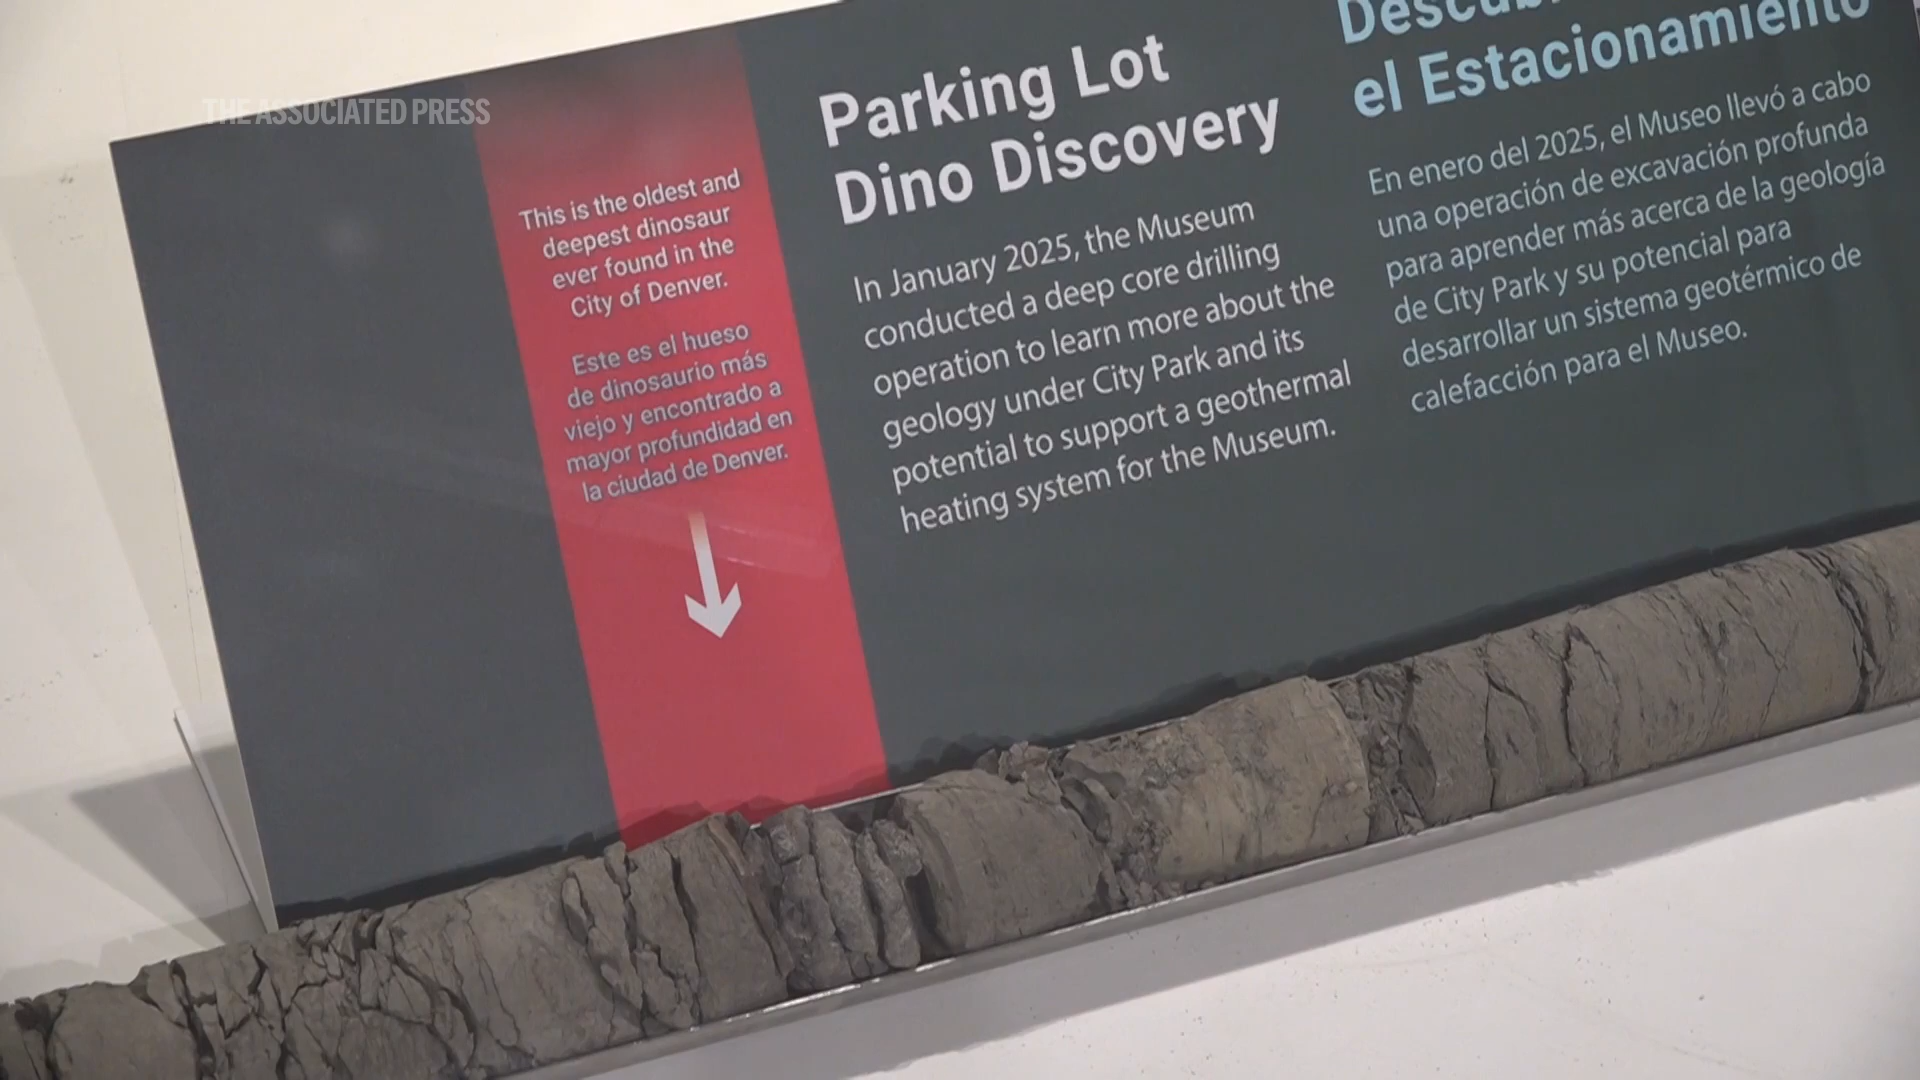 THE ASSOCIATED PRESS
This is the oldest and
deepest dinosaur
ever found in the
City of Denver.
Este es el hueso
de dinosaurio más
viejo y encontrado a
mayor profundidad en
la ciudad de Denver.
Parking Lot
Dino Discovery
In January 2025, the Museum
conducted a deep core drilling
operation to learn more about the
geology under City Park and its
potential to support a geothermal
heating system for the Museum.
el Estacionamiento
En enero del 2025, el Museo llevó a cabo
una operación de excavación profunda
para aprender más acerca de la geología
de City Park y su potencial para
desarrollar un sistema geotérmico de
calefacción para el Museo.